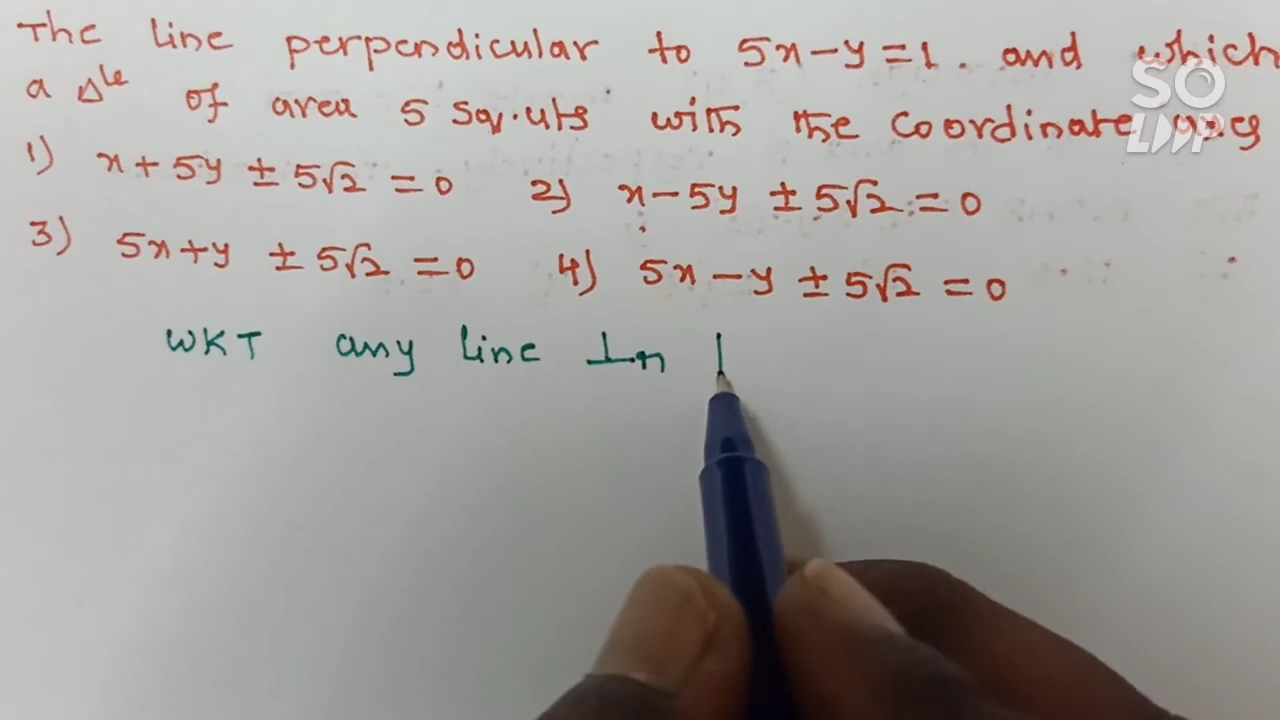 The line perpendicular to 5x-y=1. and which
a Δle of area 5 Sq.uts with the coordinate axes
1) x+5y ±5√2 =0 2) x-5y ±5√2=0
3) 5x+y ±5√2 =0 4) 5x-y ±5√2 =0
WKT any line ⊥r
SO